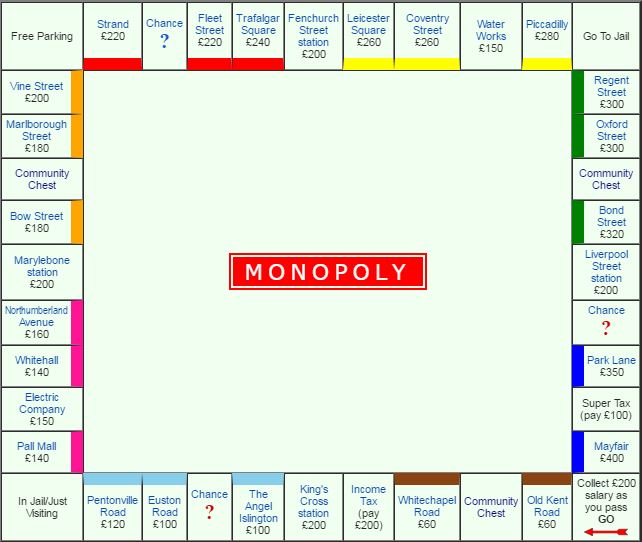 Free Parking
Strand
£220
Chance
?
Fleet
Street
£220
Trafalgar
Square
£240
Fenchurch
Street
station
£200
Leicester
Square
£260
Coventry
Street
£260
Water
Works
£150
Piccadilly
£280
Go To Jail
Vine Street
£200
Marlborough
Street
£180
Community
Chest
Bow Street
£180
Marylebone
station
£200
Northumberland
Avenue
£160
Whitehall
£140
Electric
Company
£150
Pall Mall
£140
MONOPOLY
Regent
Street
£300
Oxford
Street
£300
Community
Chest
Bond
Street
£320
Liverpool
Street
station
£200
Chance
?
Park Lane
£350
Super Tax
(pay £100)
Mayfair
£400
In Jail/Just
Visiting
Pentonville
Road
£120
Euston
Road
£100
Chance
?
The
Angel
Islington
£100
King's
Cross
station
£200
Income
Tax
(pay
£200)
Whitechapel
Road
£60
Community
Chest
Old Kent
Road
£60
Collect £200
salary as
you pass
GO